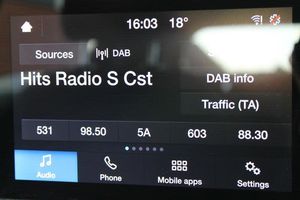 16:03 18°
Sources DAB
Hits Radio S Cst DAB info
Traffic (TA)
531 98.50 5A 603 88.30
Audio Phone Mobile apps Settings